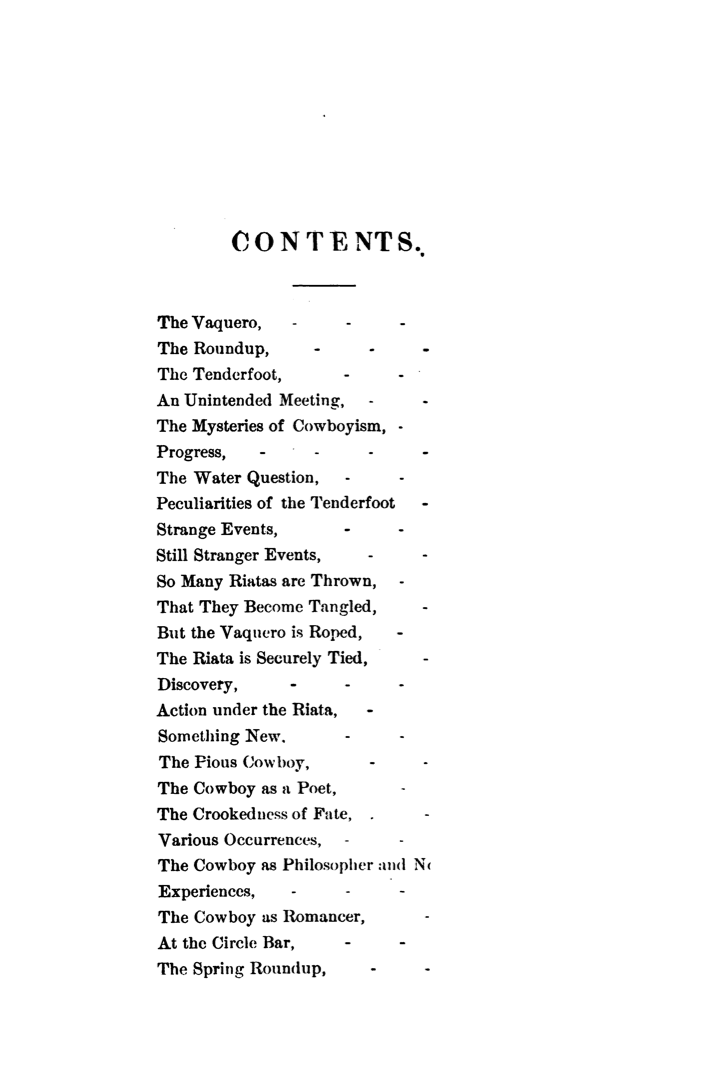 CONTENTS.
The Vaquero, - - -
The Roundup, - - -
The Tenderfoot, - -
An Unintended Meeting, - -
The Mysteries of Cowboyism, -
Progress, - - - -
The Water Question, - -
Peculiarities of the Tenderfoot -
Strange Events, - -
Still Stranger Events, - -
So Many Riatas are Thrown, -
That They Become Tangled, -
But the Vaquero is Roped, -
The Riata is Securely Tied, -
Discovery, - - -
Action under the Riata, -
Something New. - -
The Pious Cowboy, - -
The Cowboy as a Poet, -
The Crookedness of Fate, . -
Various Occurrences, - -
The Cowboy as Philosopher and
Experiences, - - -
The Cowboy as Romancer, -
At the Circle Bar, - -
The Spring Roundup, - -